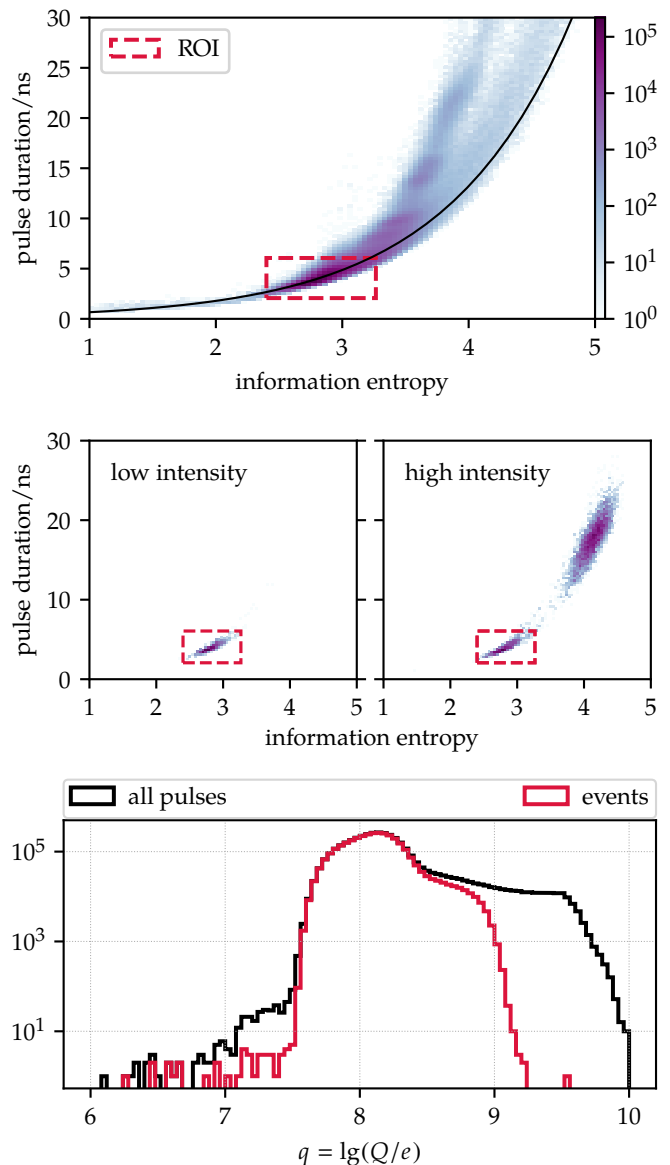 ROI
pulse duration/ns
30
25
20
15
10
5
0
1 2 3 4 5
information entropy
10^5
10^4
10^3
10^2
10^1
10^0
low intensity
high intensity
pulse duration/ns
30
20
10
0
1 2 3 4 5 1 2 3 4 5
information entropy
all pulses
events
10^5
10^3
10^1
6 7 8 9 10
q = lg(Q/e)